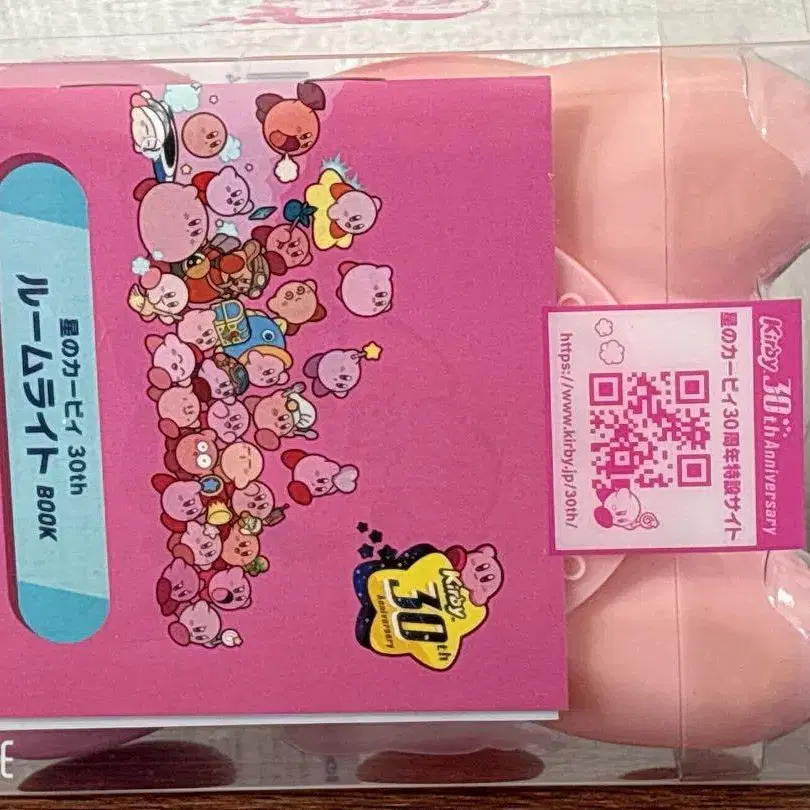 Kirby 30th Anniversary
星のカービィ30周年特設サイト
https://www.kirby.jp/30th/
Kirby
30th
Anniversary
星のカービィ 30th
ルームライト BOOK